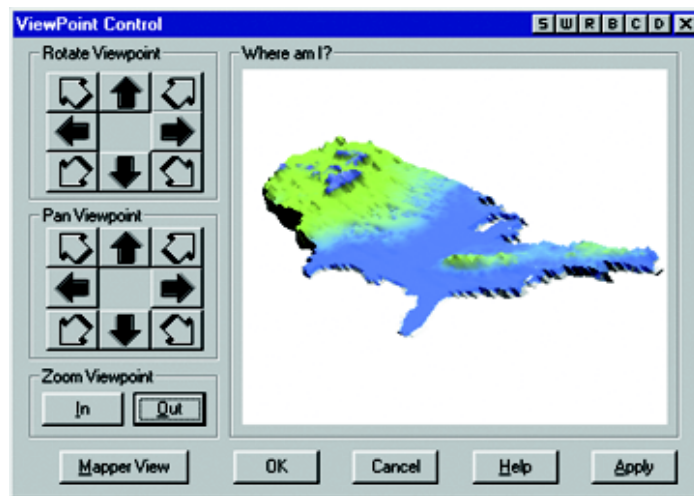 ViewPoint Control
S W R B C D X
Rotate Viewpoint
Where am I?
Pan Viewpoint
Zoom Viewpoint
In
Out
Mapper View
OK
Cancel
Help
Apply